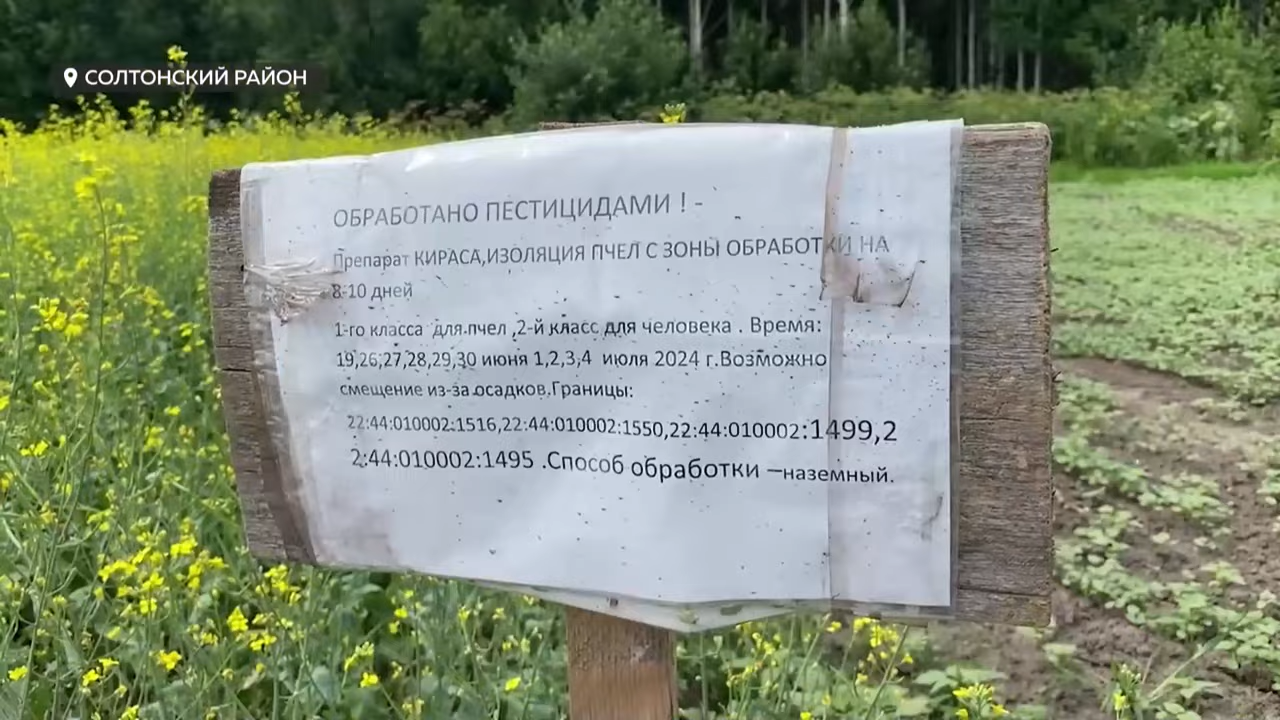 СОЛТОНСКИЙ РАЙОН
ОБРАБОТАНО ПЕСТИЦИДАМИ ! -
Препарат КИРАСА,ИЗОЛЯЦИЯ ПЧЕЛ С ЗОНЫ ОБРАБОТКИ НА
8-10 дней
1-го класса для пчел ,2-й класс для человека . Время:
19,26,27,28,29,30 июня 1,2,3,4 июля 2024 г.Возможно
смещение из-за осадков.Границы:
22:44:010002:1516,22:44:010002:1550,22:44:010002:1499,2
2:44:010002:1495 .Способ обработки –наземный.